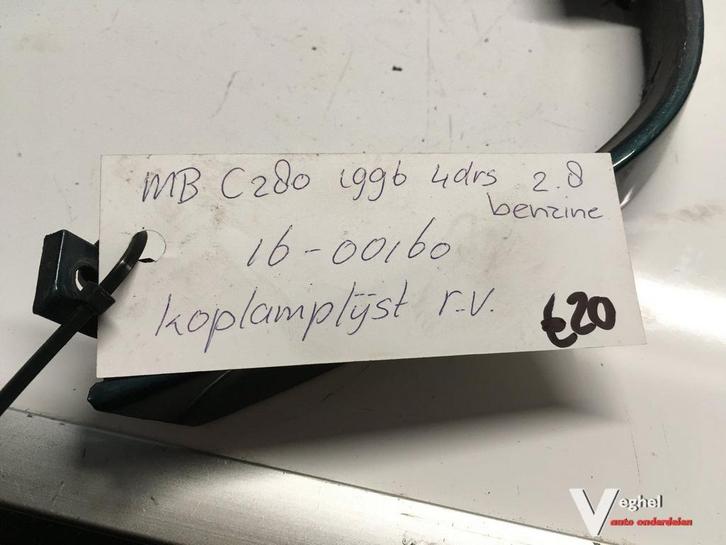 MB C280 1996 4drs 2.8
benzine
16-00160
koplamplijst r.v.
€20
Veghel
auto onderdelen